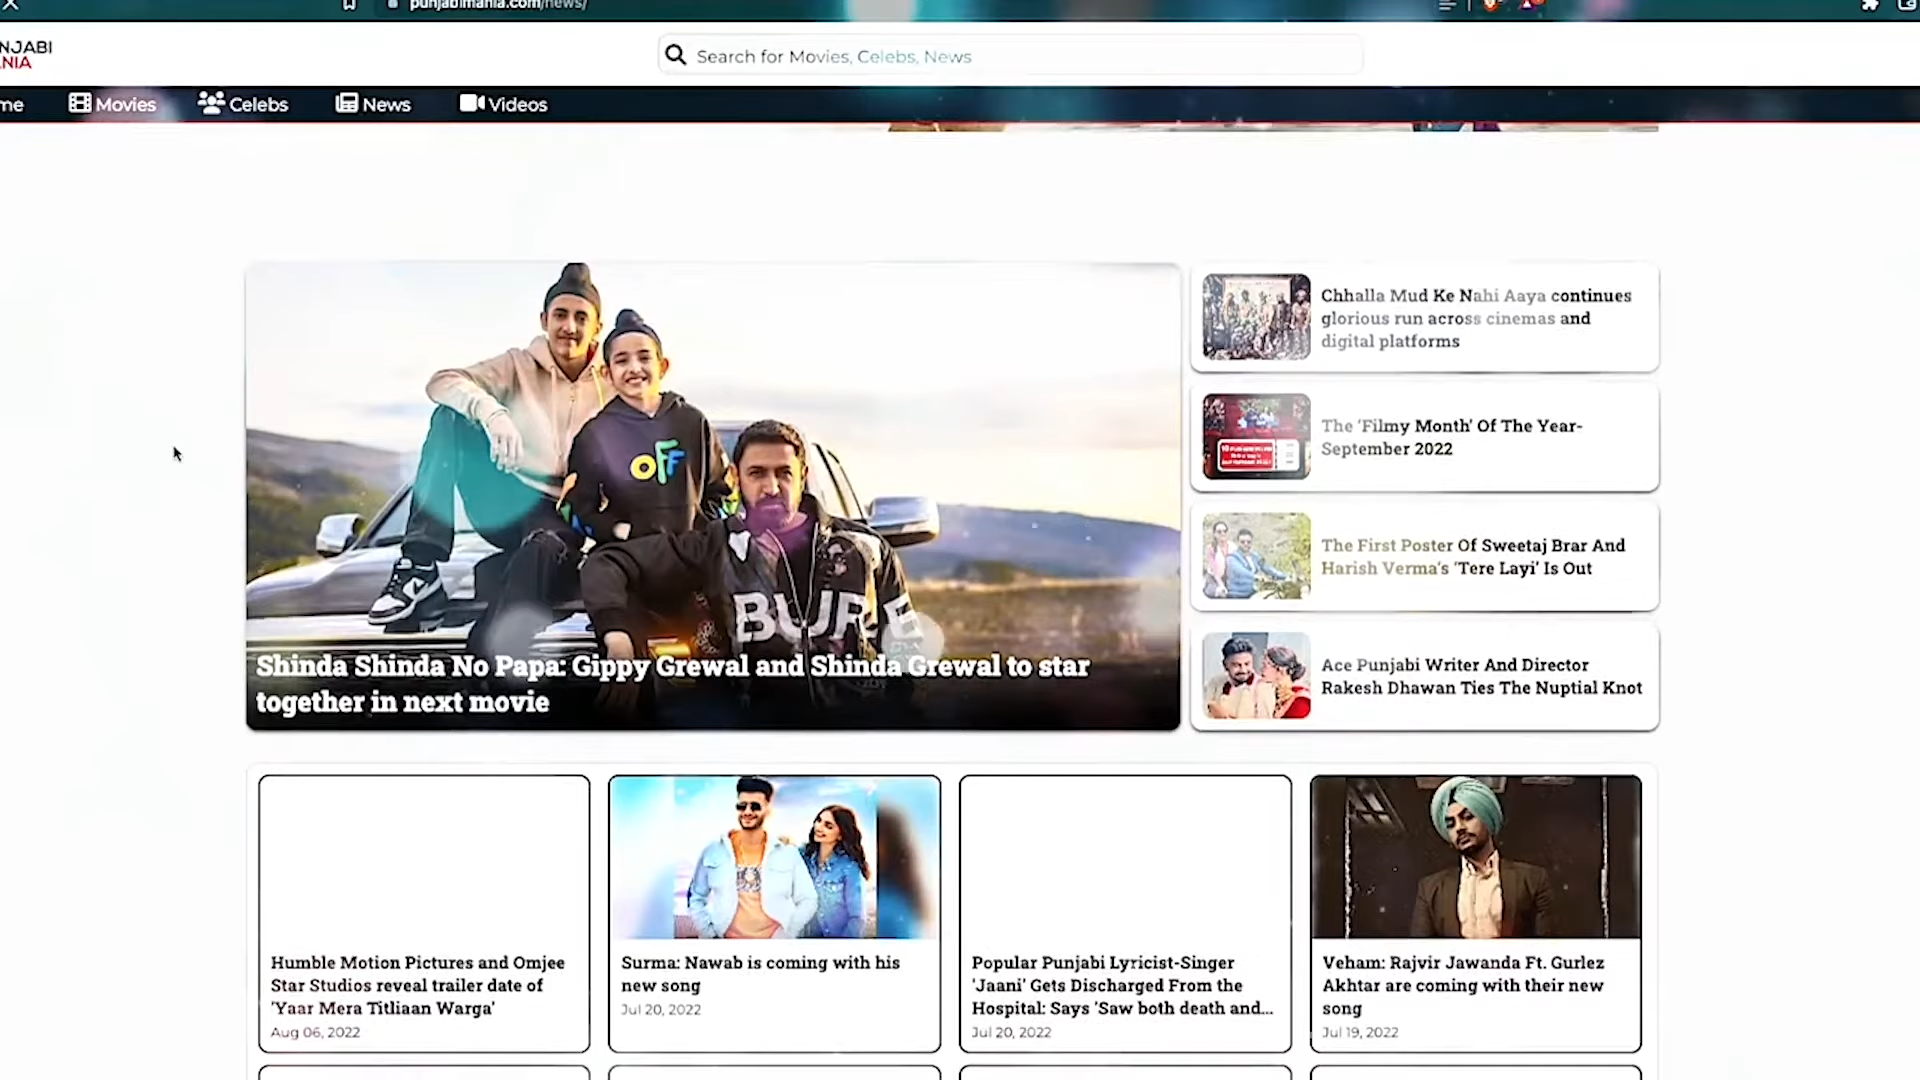 punjabimania.com/news/
NJABI
NIA
Search for Movies, Celebs, News
me
Movies
Celebs
News
Videos
OFF
BURB
Shinda Shinda No Papa: Gippy Grewal and Shinda Grewal to star
together in next movie
Chhalla Mud Ke Nahi Aaya continues
glorious run across cinemas and
digital platforms
The 'Filmy Month' Of The Year-
September 2022
The First Poster Of Sweetaj Brar And
Harish Verma's 'Tere Layi' Is Out
Ace Punjabi Writer And Director
Rakesh Dhawan Ties The Nuptial Knot
Humble Motion Pictures and Omjee
Star Studios reveal trailer date of
'Yaar Mera Titliaan Warga'
Aug 06, 2022
Surma: Nawab is coming with his
new song
Jul 20, 2022
Popular Punjabi Lyricist-Singer
'Jaani' Gets Discharged From the
Hospital: Says 'Saw both death and...
Jul 20, 2022
Veham: Rajvir Jawanda Ft. Gurlez
Akhtar are coming with their new
song
Jul 19, 2022